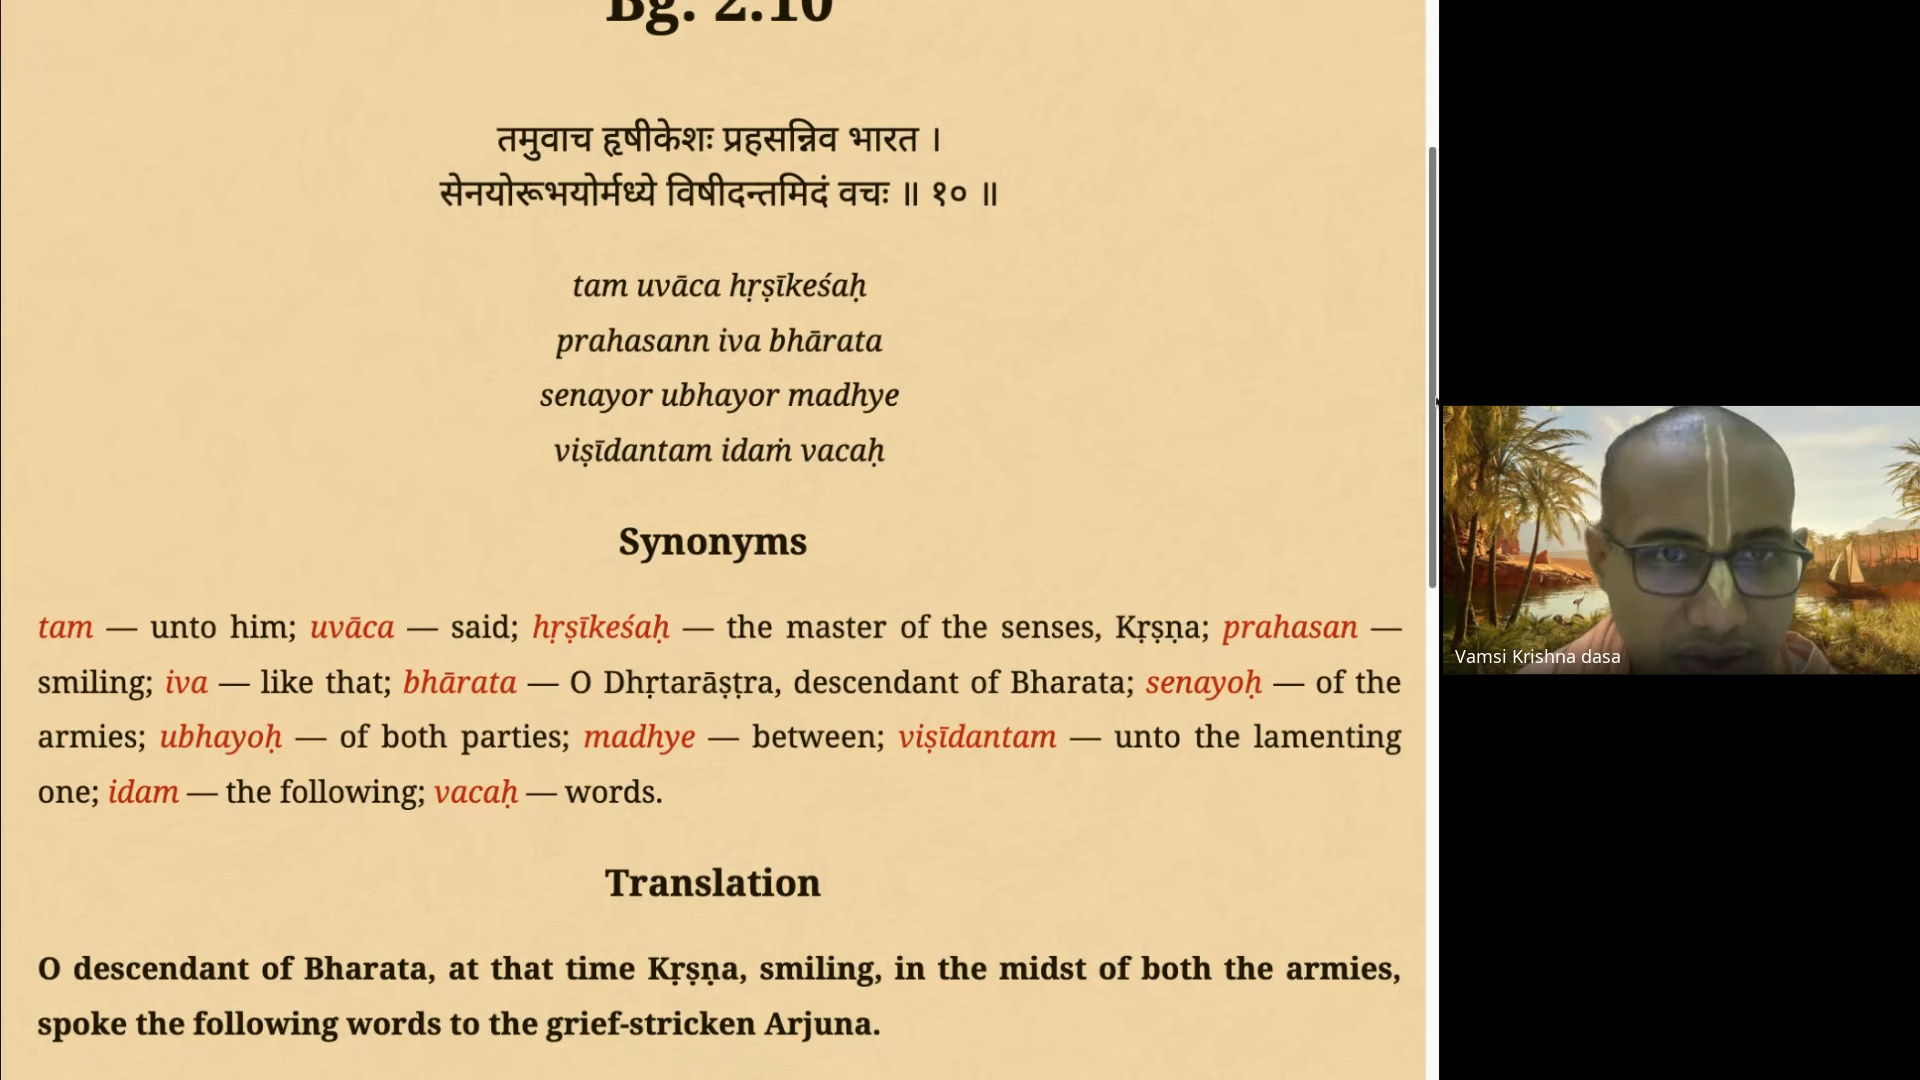 Bg. 2.10
तमुवाच हृषीकेशः प्रहसन्निव भारत ।
सेनयोरूभयोर्मध्ये विषीदन्तमिदं वचः ॥ १० ॥
tam uvāca hṛṣīkeśaḥ
prahasann iva bhārata
senayor ubhayor madhye
viṣīdantam idaṁ vacaḥ
Synonyms
tam — unto him; uvāca — said; hṛṣīkeśaḥ — the master of the senses, Kṛṣṇa; prahasan —
smiling; iva — like that; bhārata — O Dhṛtarāṣṭra, descendant of Bharata; senayoḥ — of the
armies; ubhayoḥ — of both parties; madhye — between; viṣīdantam — unto the lamenting
one; idam — the following; vacaḥ — words.
Translation
O descendant of Bharata, at that time Kṛṣṇa, smiling, in the midst of both the armies,
spoke the following words to the grief-stricken Arjuna.
Vamsi Krishna dasa